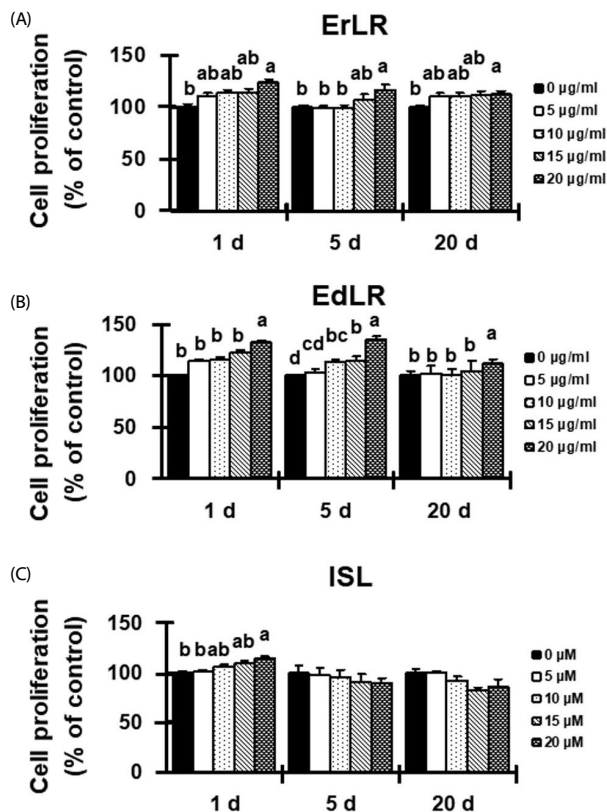 (A)
ErLR
Cell proliferation
(% of control)
150
100
50
0
b ab ab ab a
b b b ab a
b ab ab ab a
1 d 5 d 20 d
0 µg/ml
5 µg/ml
10 µg/ml
15 µg/ml
20 µg/ml
(B)
EdLR
Cell proliferation
(% of control)
150
100
50
0
b b b b a
d cd bc b a
b b b b a
1 d 5 d 20 d
0 µg/ml
5 µg/ml
10 µg/ml
15 µg/ml
20 µg/ml
(C)
ISL
Cell proliferation
(% of control)
150
100
50
0
b b ab ab a
1 d 5 d 20 d
0 µM
5 µM
10 µM
15 µM
20 µM